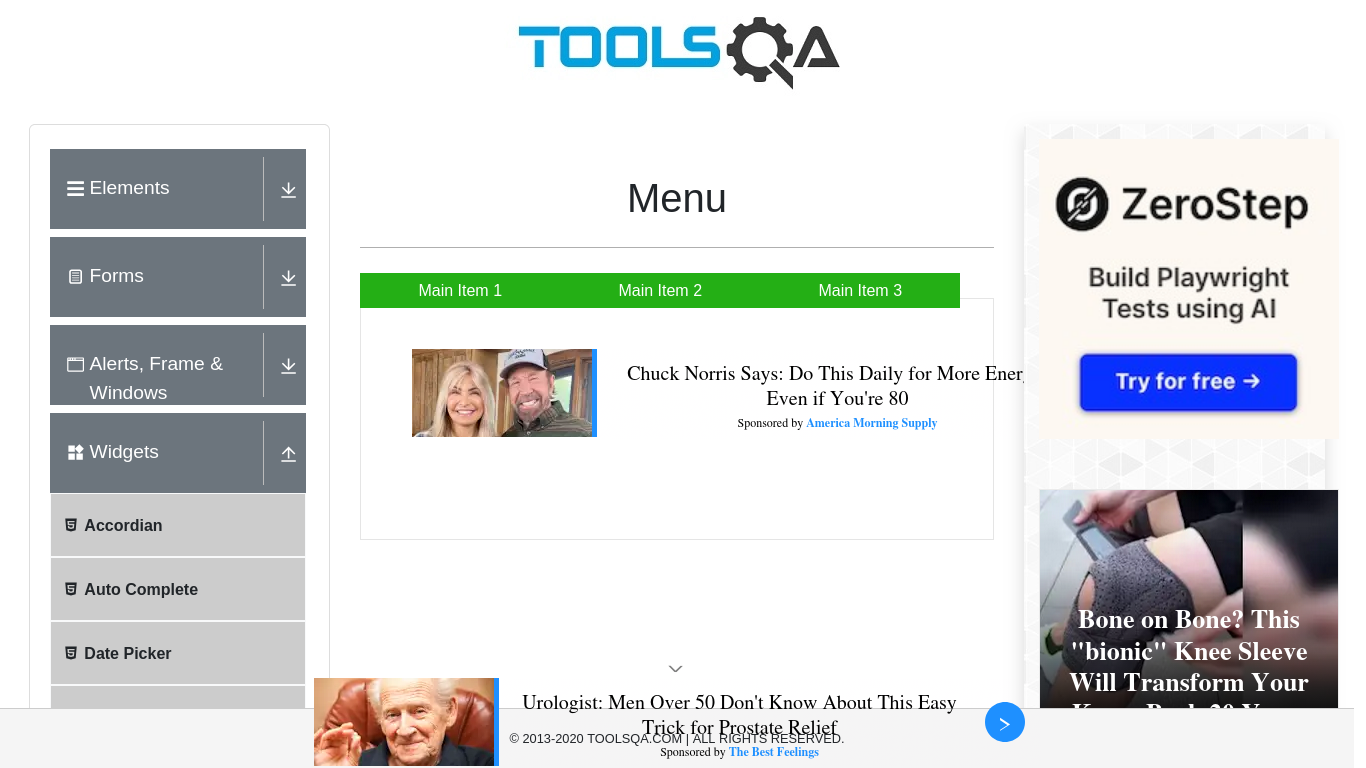 TOOLSQA
Elements
Forms
Alerts, Frame &
Windows
Widgets
Accordian
Auto Complete
Date Picker
Menu
Main Item 1
Main Item 2
Main Item 3
Chuck Norris Says: Do This Daily for More
Even if You're 80
Sponsored by America Morning Supply
ZeroStep
Build Playwright
Tests using AI
Try for free →
Bone on Bone? This
"bionic" Knee Sleeve
Will Transform Your
Urologist: Men Over 50 Don't Know About This Easy
Trick for Prostate Relief
© 2013-2020 TOOLSQA.COM | ALL RIGHTS RESERVED.
Sponsored by The Best Feelings